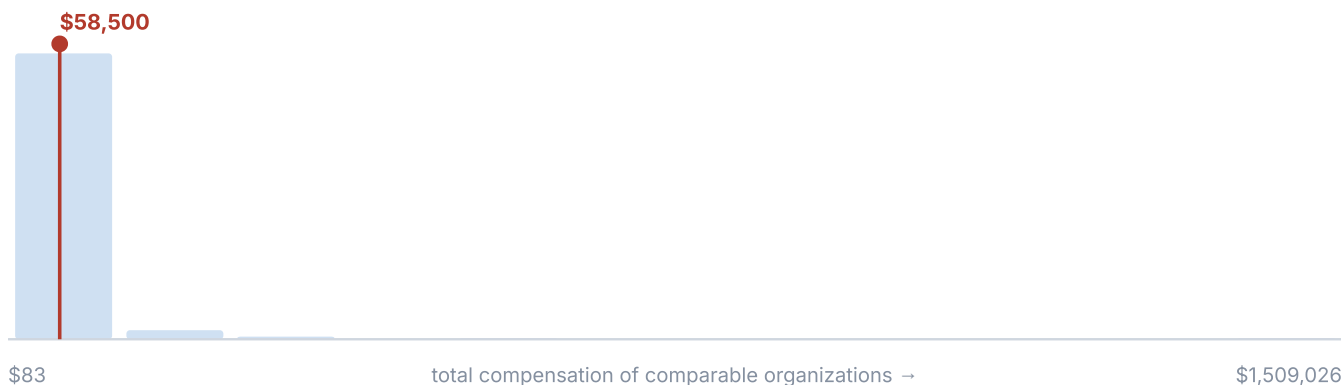 $58,500
$83
total compensation of comparable organizations →
$1,509,026